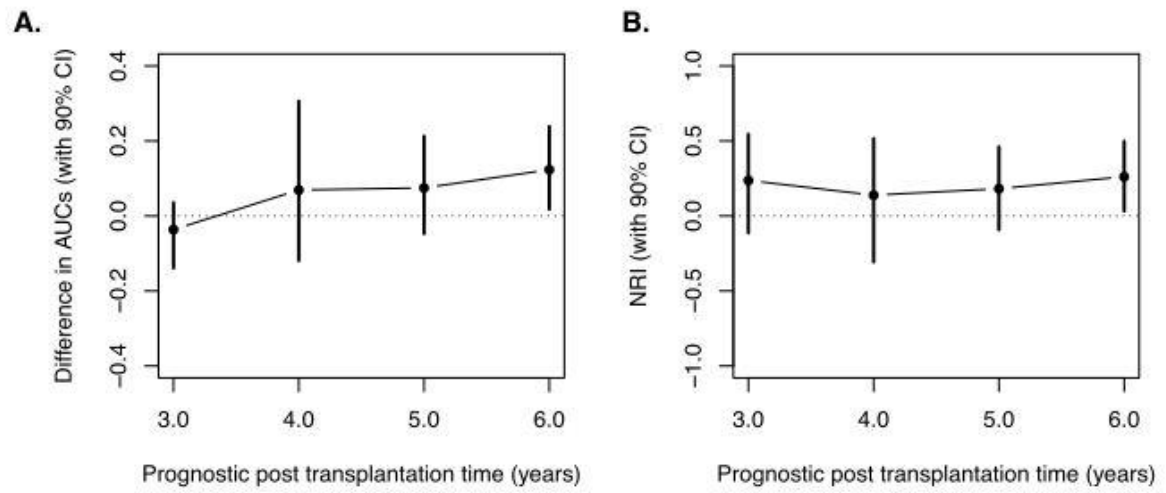 A.
Difference in AUCs (with 90% CI)
0.4
0.2
0.0
−0.2
−0.4
3.0 4.0 5.0 6.0
Prognostic post transplantation time (years)
B.
NRI (with 90% CI)
1.0
0.5
0.0
−0.5
−1.0
3.0 4.0 5.0 6.0
Prognostic post transplantation time (years)